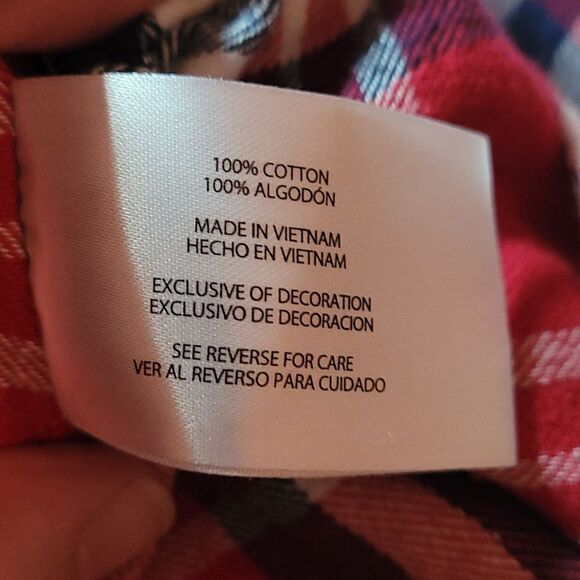 100% COTTON
100% ALGODÓN
MADE IN VIETNAM
HECHO EN VIETNAM
EXCLUSIVE OF DECORATION
EXCLUSIVO DE DECORACION
SEE REVERSE FOR CARE
VER AL REVERSO PARA CUIDADO